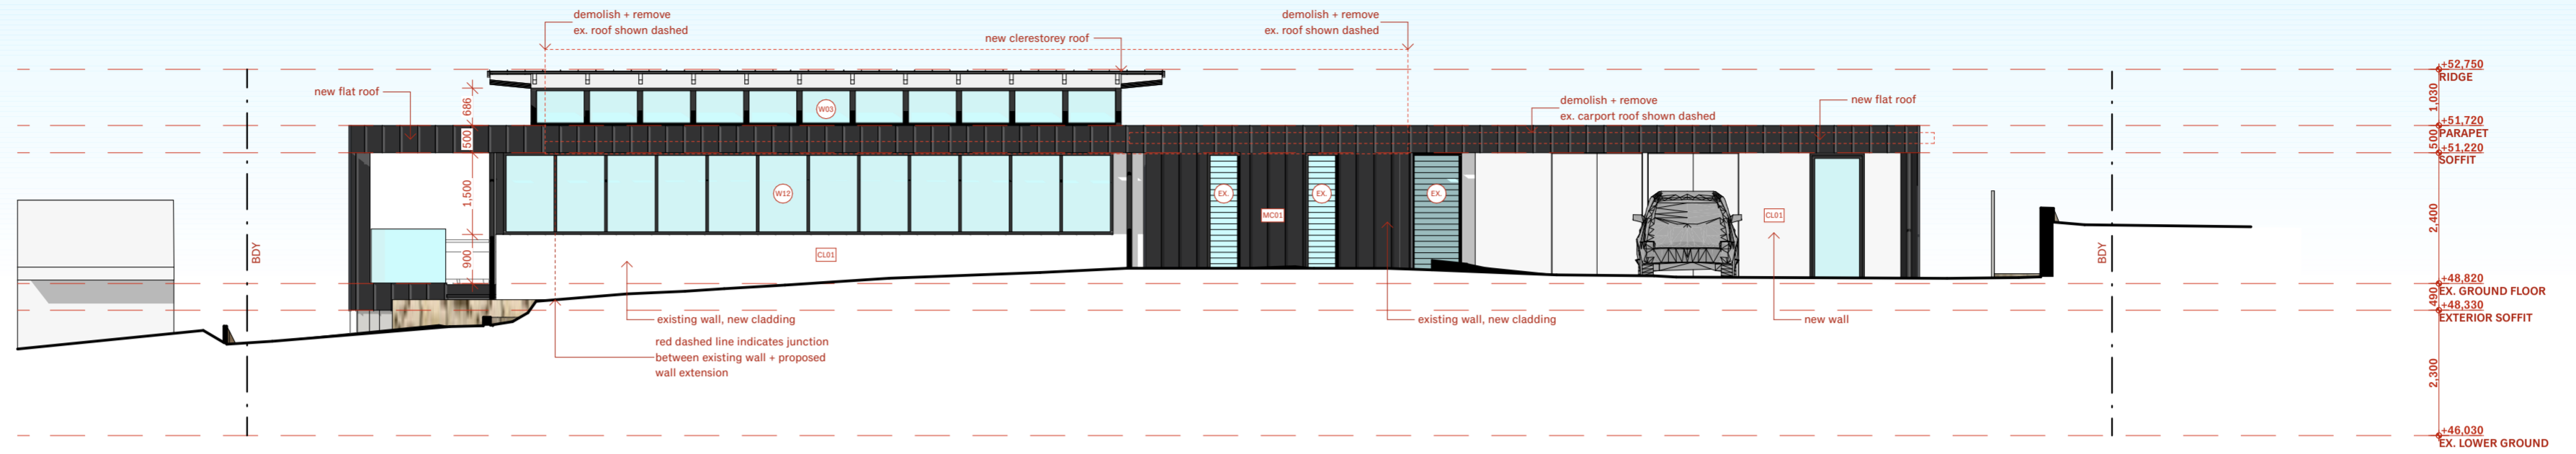 demolish + remove
ex. roof shown dashed
demolish + remove
ex. roof shown dashed
new clerestorey roof
new flat roof
demolish + remove
ex. carport roof shown dashed
new flat roof
686
500
1,500
900
W03
W12
CL01
EX.
MC01
EX.
EX.
CL01
BDY
BDY
existing wall, new cladding
red dashed line indicates junction
between existing wall + proposed
wall extension
existing wall, new cladding
new wall
+52,750
RIDGE
1,030
+51,720
PARAPET
500
+51,220
SOFFIT
2,400
+48,820
EX. GROUND FLOOR
490
+48,330
EXTERIOR SOFFIT
2,300
+46,030
EX. LOWER GROUND